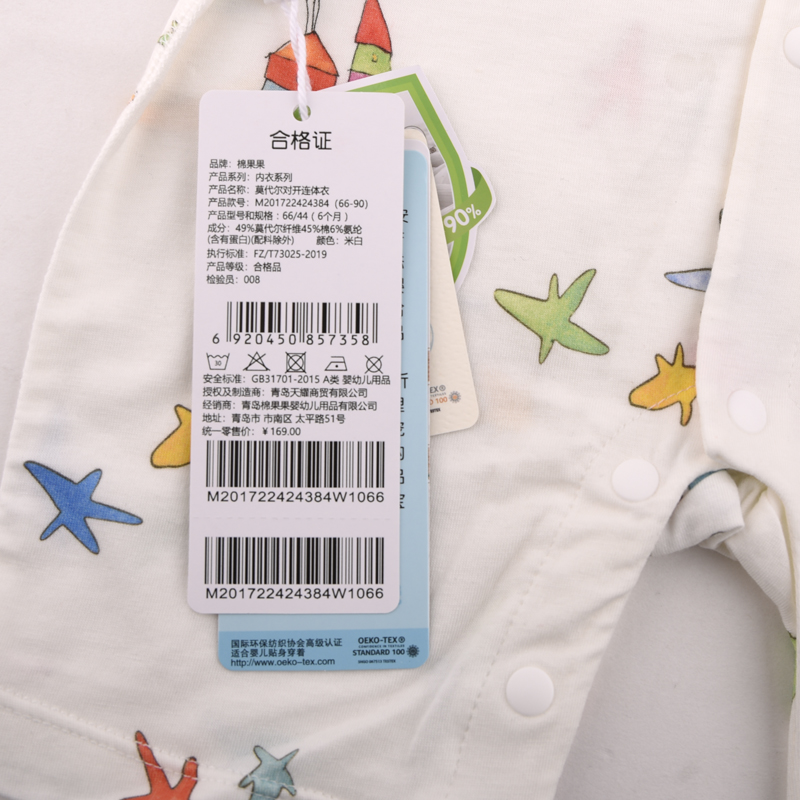 合格证
品牌：棉果果
产品系列：内衣系列
产品名称：莫代尔对开连体衣
产品款号：M201722424384（66-90）
产品型号和规格：66/44（6个月）
成分：49%莫代尔纤维45%棉6%氨纶
(含有蛋白)(配料除外) 颜色：米白
执行标准：FZ/T73025-2019
产品等级：合格品
检验员：008
6 920450 857358
30
安全标准：GB31701-2015 A类 婴幼儿用品
授权及制造商：青岛天耀商贸有限公司
经销商：青岛棉果果婴幼儿用品有限公司
地址：青岛市 市南区 太平路51号
统一零售价：￥169.00
M201722424384W1066
M201722424384W1066
90%
国际环保纺织协会高级认证
适合婴儿贴身穿着
http://www.oeko-tex.com
OEKO-TEX®
CONFIDENCE IN TEXTILES
STANDARD 100